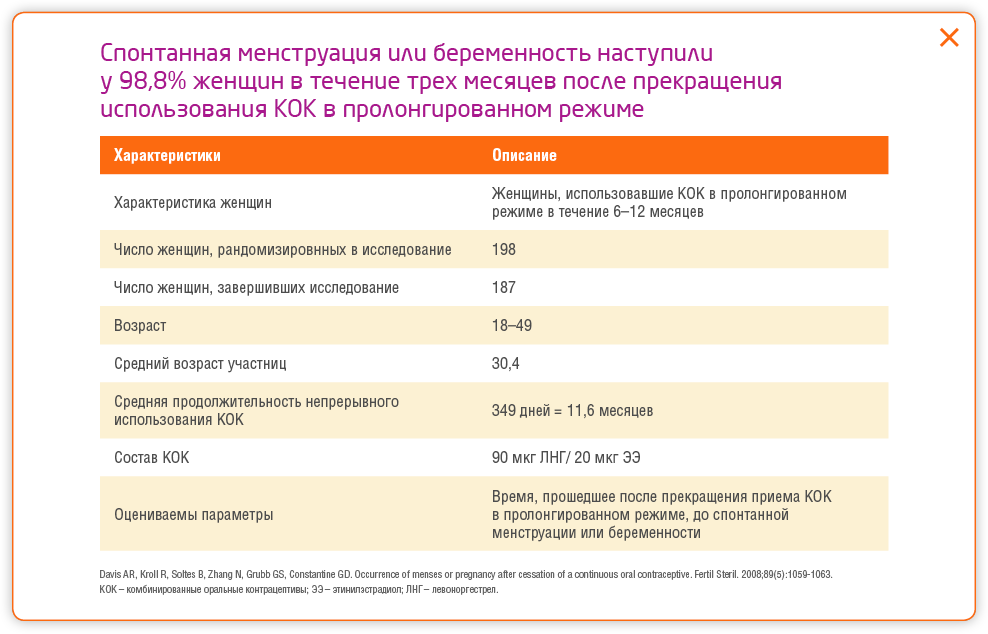 Спонтанная менструация или беременность наступили
у 98,8% женщин в течение трех месяцев после прекращения
использования КОК в пролонгированном режиме
Характеристики Описание
Характеристика женщин Женщины, использовавшие КОК в пролонгированном
режиме в течение 6–12 месяцев
Число женщин, рандомизировнных в исследование 198
Число женщин, завершивших исследование 187
Возраст 18–49
Средний возраст участниц 30,4
Средняя продолжительность непрерывного
использования КОК 349 дней = 11,6 месяцев
Состав КОК 90 мкг ЛНГ/ 20 мкг ЭЭ
Оцениваемы параметры Время, прошедшее после прекращения приема КОК
в пролонгированном режиме, до спонтанной
менструации или беременности
Davis AR, Kroll R, Soltes B, Zhang N, Grubb GS, Constantine GD. Occurrence of menses or pregnancy after cessation of a continuous oral contraceptive. Fertil Steril. 2008;89(5):1059-1063.
КОК – комбинированные оральные контрацептивы; ЭЭ – этинилэстрадиол; ЛНГ – левоноргестрел.